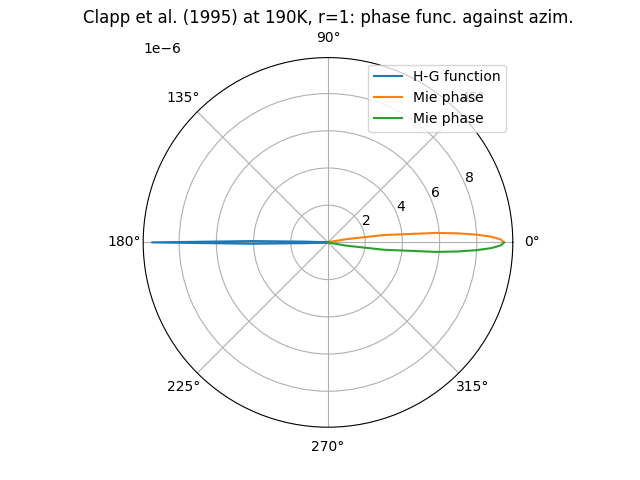 Clapp et al. (1995) at 190K, r=1: phase func. against azim.
1e−6
90°
H-G function
Mie phase
Mie phase
135°
8
6
4
2
180°
0°
225°
315°
270°